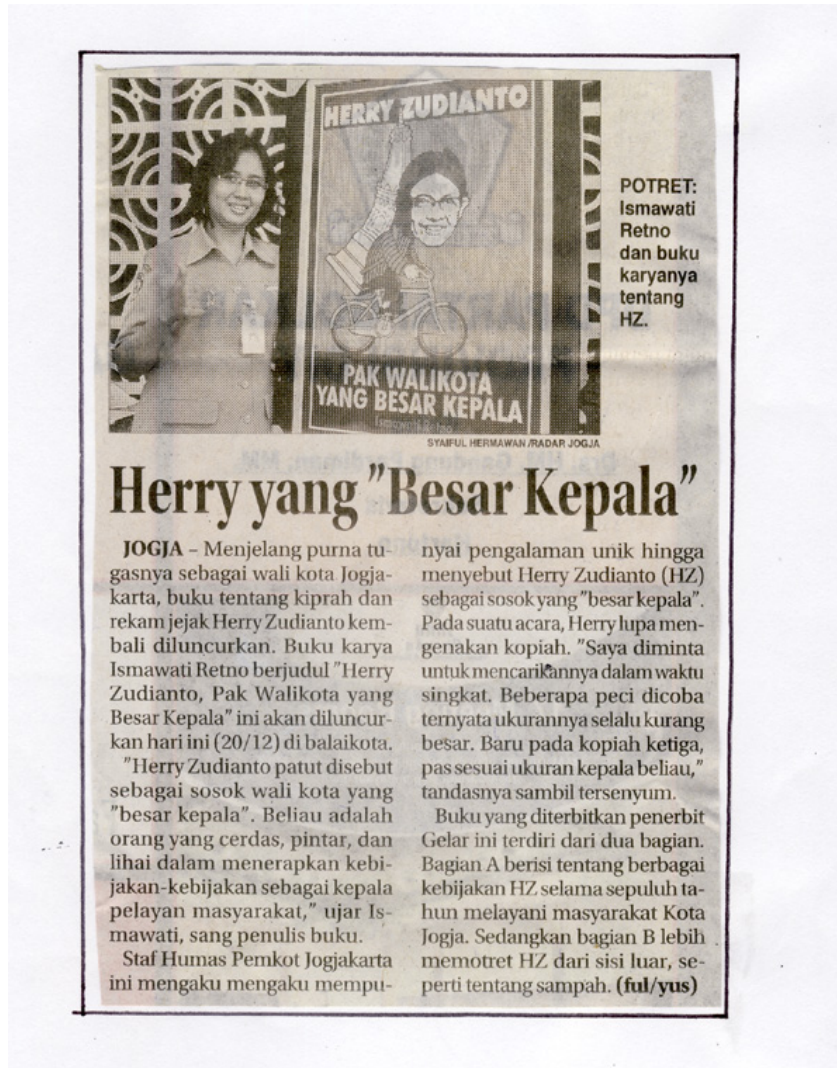 HERRY ZUDIANTO
PAK WALIKOTA
YANG BESAR KEPALA
Ismawati Retno
POTRET:
Ismawati
Retno
dan buku
karyanya
tentang
HZ.
SYAIFUL HERMAWAN/RADAR JOGJA
Herry yang "Besar Kepala"
JOGJA – Menjelang purna tu-
gasnya sebagai wali kota Jogja-
karta, buku tentang kiprah dan
rekam jejak Herry Zudianto kem-
bali diluncurkan. Buku karya
Ismawati Retno berjudul "Herry
Zudianto, Pak Walikota yang
Besar Kepala" ini akan diluncur-
kan hari ini (20/12) di balaikota.
"Herry Zudianto patut disebut
sebagai sosok wali kota yang
"besar kepala". Beliau adalah
orang yang cerdas, pintar, dan
lihai dalam menerapkan kebi-
jakan-kebijakan sebagai kepala
pelayan masyarakat," ujar Is-
mawati, sang penulis buku.
Staf Humas Pemkot Jogjakarta
ini mengaku mengaku mempu-
nyai pengalaman unik hingga
menyebut Herry Zudianto (HZ)
sebagai sosok yang "besar kepala".
Pada suatu acara, Herry lupa men-
genakan kopiah. "Saya diminta
untuk mencarikannya dalam waktu
singkat. Beberapa peci dicoba
ternyata ukurannya selalu kurang
besar. Baru pada kopiah ketiga,
pas sesuai ukuran kepala beliau,"
tandasnya sambil tersenyum.
Buku yang diterbitkan penerbit
Gelar ini terdiri dari dua bagian.
Bagian A berisi tentang berbagai
kebijakan HZ selama sepuluh ta-
hun melayani masyarakat Kota
Jogja. Sedangkan bagian B lebih
memotret HZ dari sisi luar, se-
perti tentang sampah. (ful/yus)